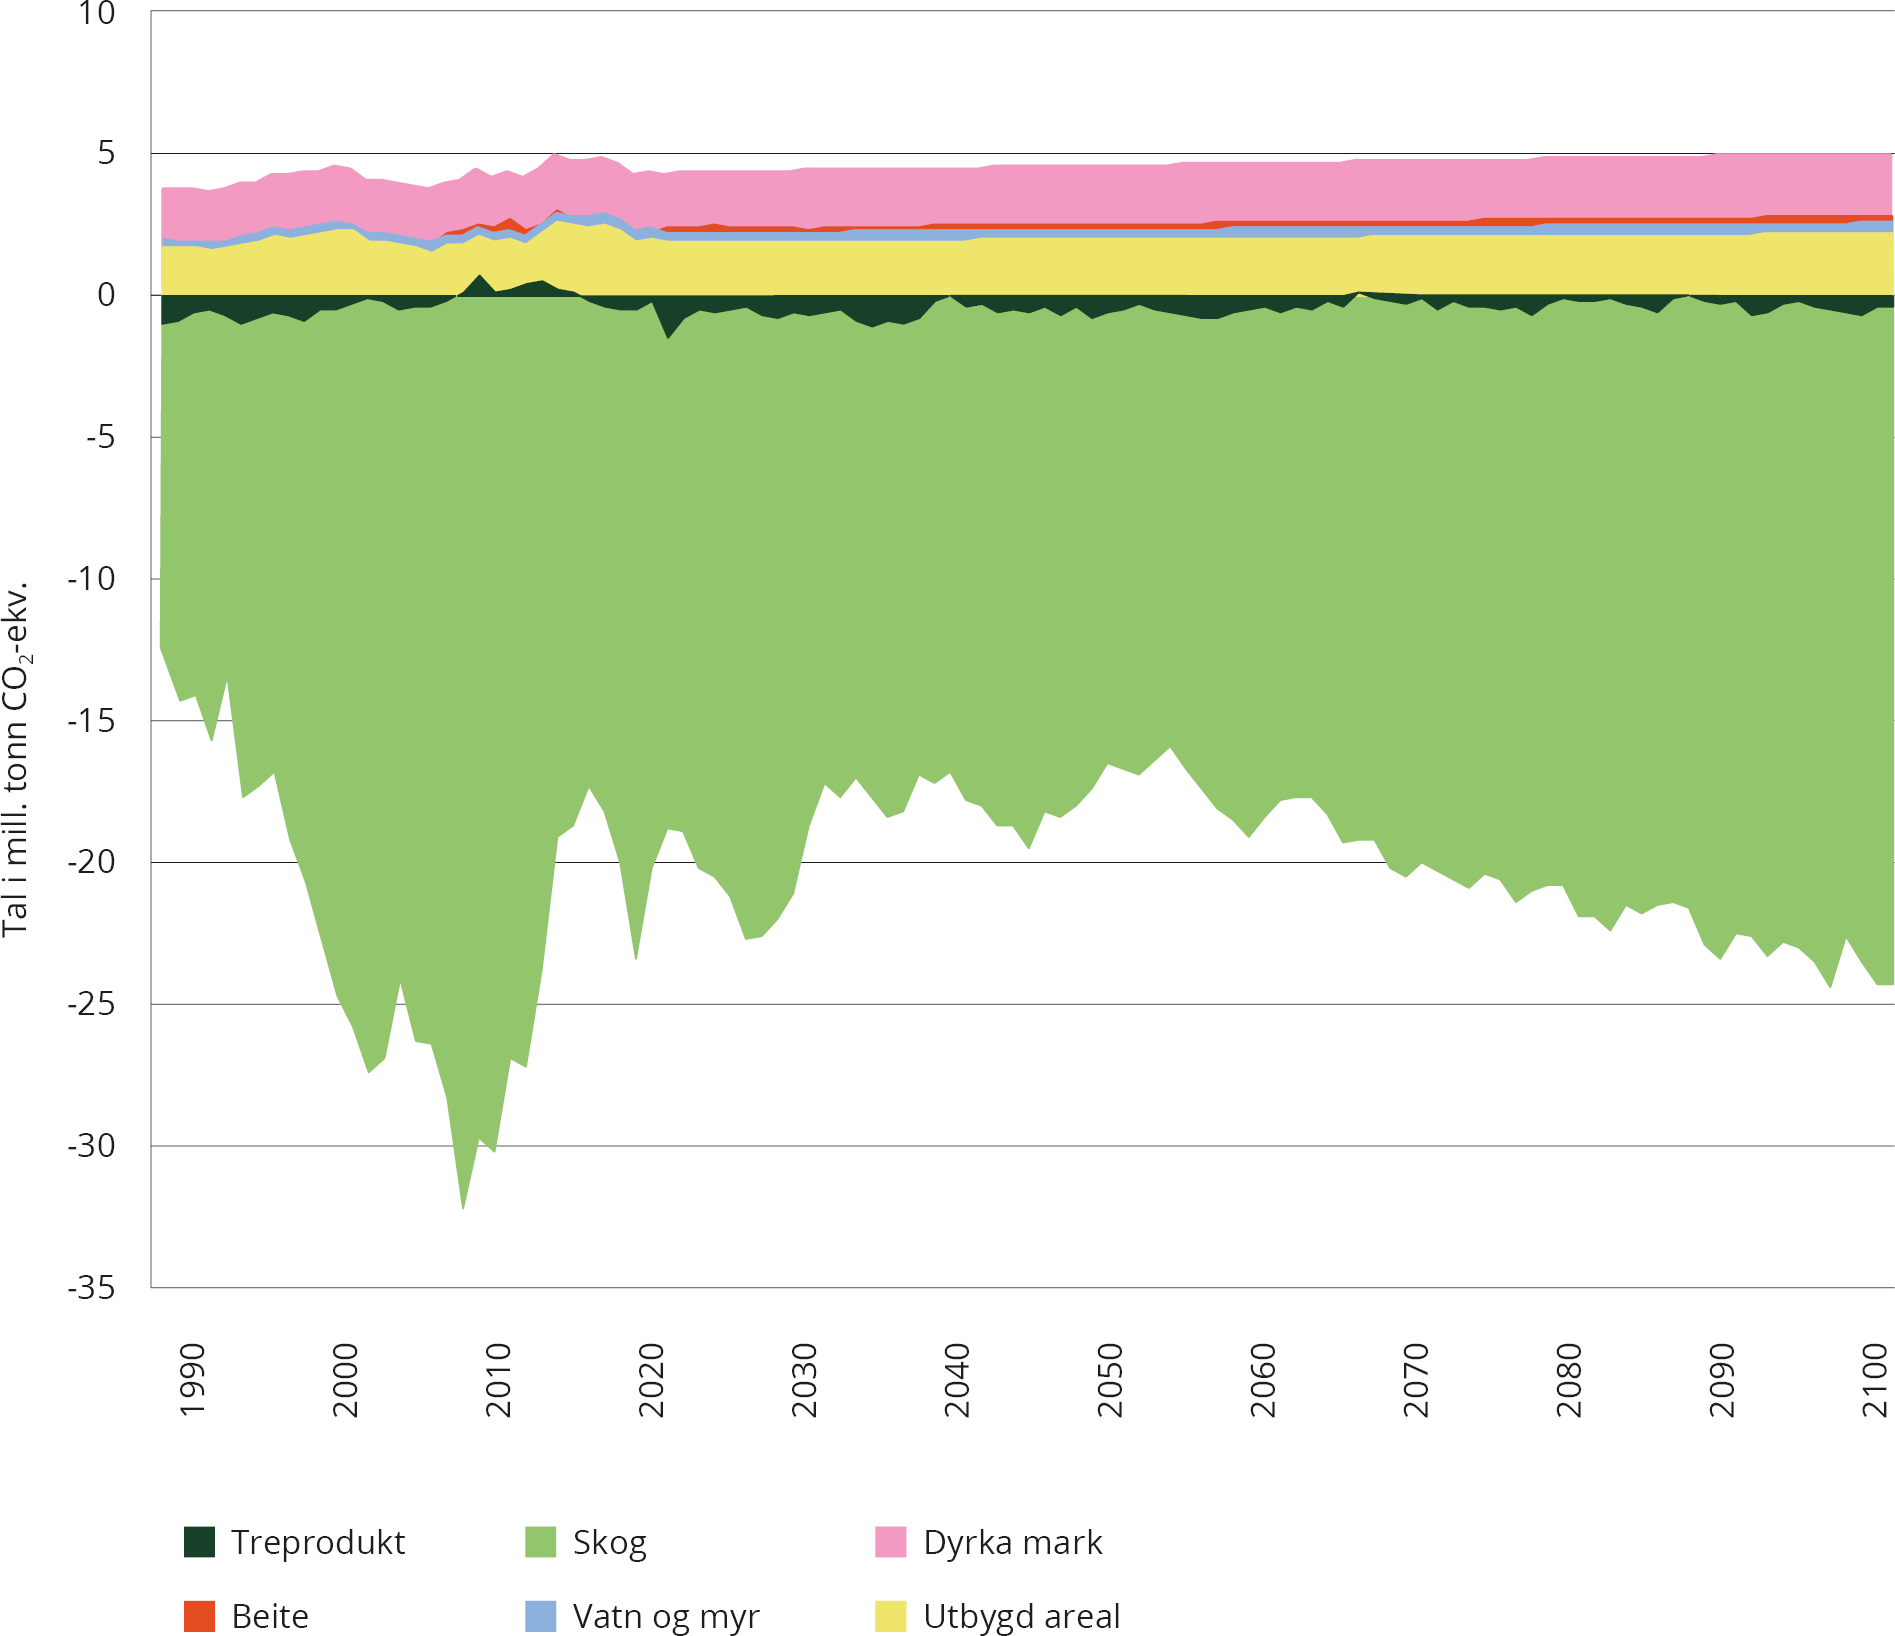 10
5
0
-5
-10
-15
-20
-25
-30
-35
Tal i mill. tonn CO₂-ekv.
1990 2000 2010 2020 2030 2040 2050 2060 2070 2080 2090 2100
Treprodukt Skog Dyrka mark
Beite Vatn og myr Utbygd areal